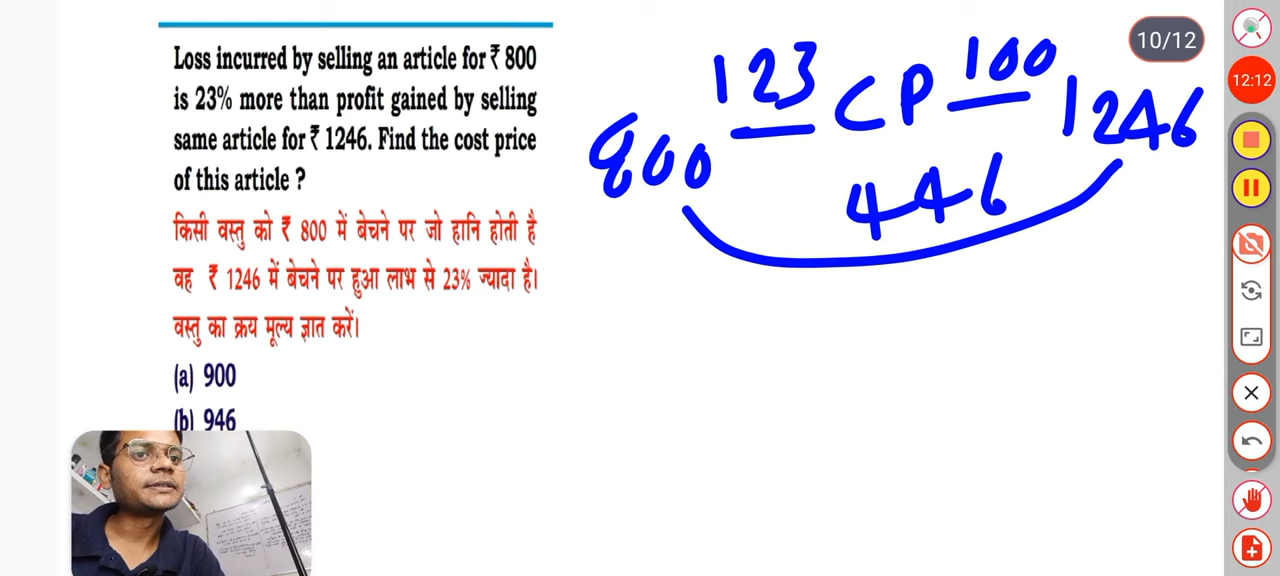 Loss incurred by selling an article for ₹ 800
is 23% more than profit gained by selling
same article for ₹ 1246. Find the cost price
of this article ?
किसी वस्तु को ₹ 800 में बेचने पर जो हानि होती है
वह ₹ 1246 में बेचने पर हुआ लाभ से 23% ज्यादा है।
वस्तु का क्रय मूल्य ज्ञात करें।
(a) 900
(b) 946
800 123 CP 100 1246
446
10/12
12:12